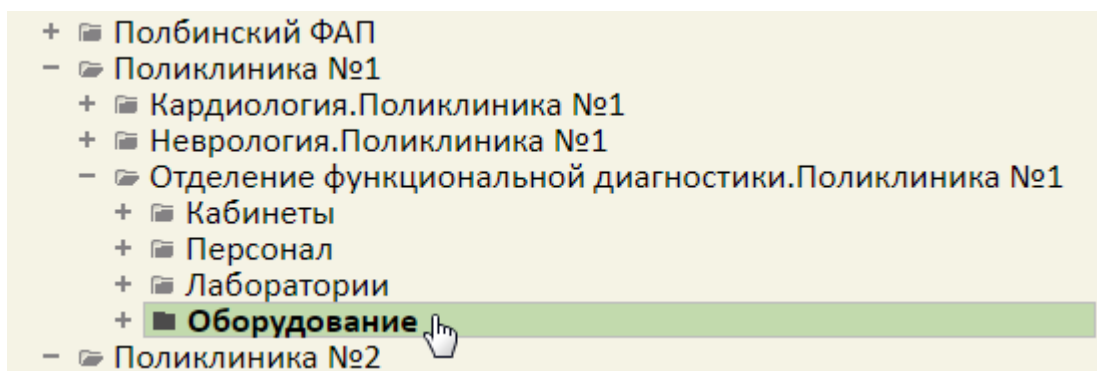 + Полбинский ФАП
− Поликлиника №1
+ Кардиология.Поликлиника №1
+ Неврология.Поликлиника №1
− Отделение функциональной диагностики.Поликлиника №1
+ Кабинеты
+ Персонал
+ Лаборатории
+ Оборудование
− Поликлиника №2